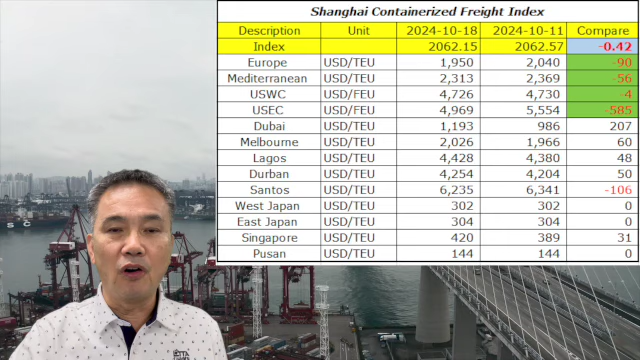 Shanghai Containerized Freight Index
Description Unit 2024-10-18 2024-10-11 Compare
Index 2062.15 2062.57 -0.42
Europe USD/TEU 1,950 2,040 -90
Mediterranean USD/TEU 2,313 2,369 -56
USWC USD/FEU 4,726 4,730 -4
USEC USD/FEU 4,969 5,554 -585
Dubai USD/TEU 1,193 986 207
Melbourne USD/TEU 2,026 1,966 60
Lagos USD/TEU 4,428 4,380 48
Durban USD/TEU 4,254 4,204 50
Santos USD/TEU 6,235 6,341 -106
West Japan USD/TEU 302 302 0
East Japan USD/TEU 304 304 0
Singapore USD/TEU 420 389 31
Pusan USD/TEU 144 144 0